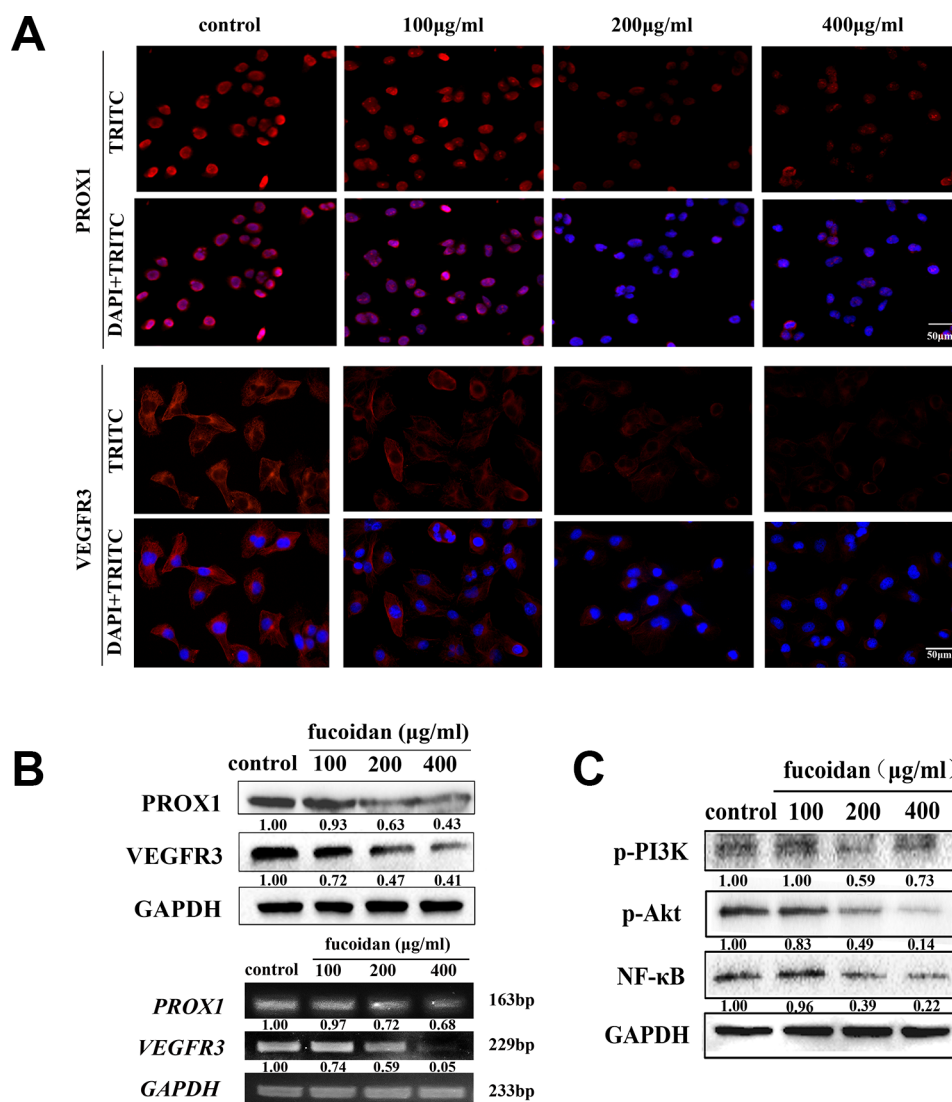 A
control 100μg/ml 200μg/ml 400μg/ml
PROX1
TRITC
DAPI+TRITC
50μm
VEGFR3
TRITC
DAPI+TRITC
50μm
B
fucoidan (μg/ml)
control 100 200 400
PROX1
1.00 0.93 0.63 0.43
VEGFR3
1.00 0.72 0.47 0.41
GAPDH
fucoidan (μg/ml)
control 100 200 400
PROX1 163bp
1.00 0.97 0.72 0.68
VEGFR3 229bp
1.00 0.74 0.59 0.05
GAPDH 233bp
C
fucoidan（μg/ml）
control 100 200 400
p-PI3K
1.00 1.00 0.59 0.73
p-Akt
1.00 0.83 0.49 0.14
NF-κB
1.00 0.96 0.39 0.22
GAPDH